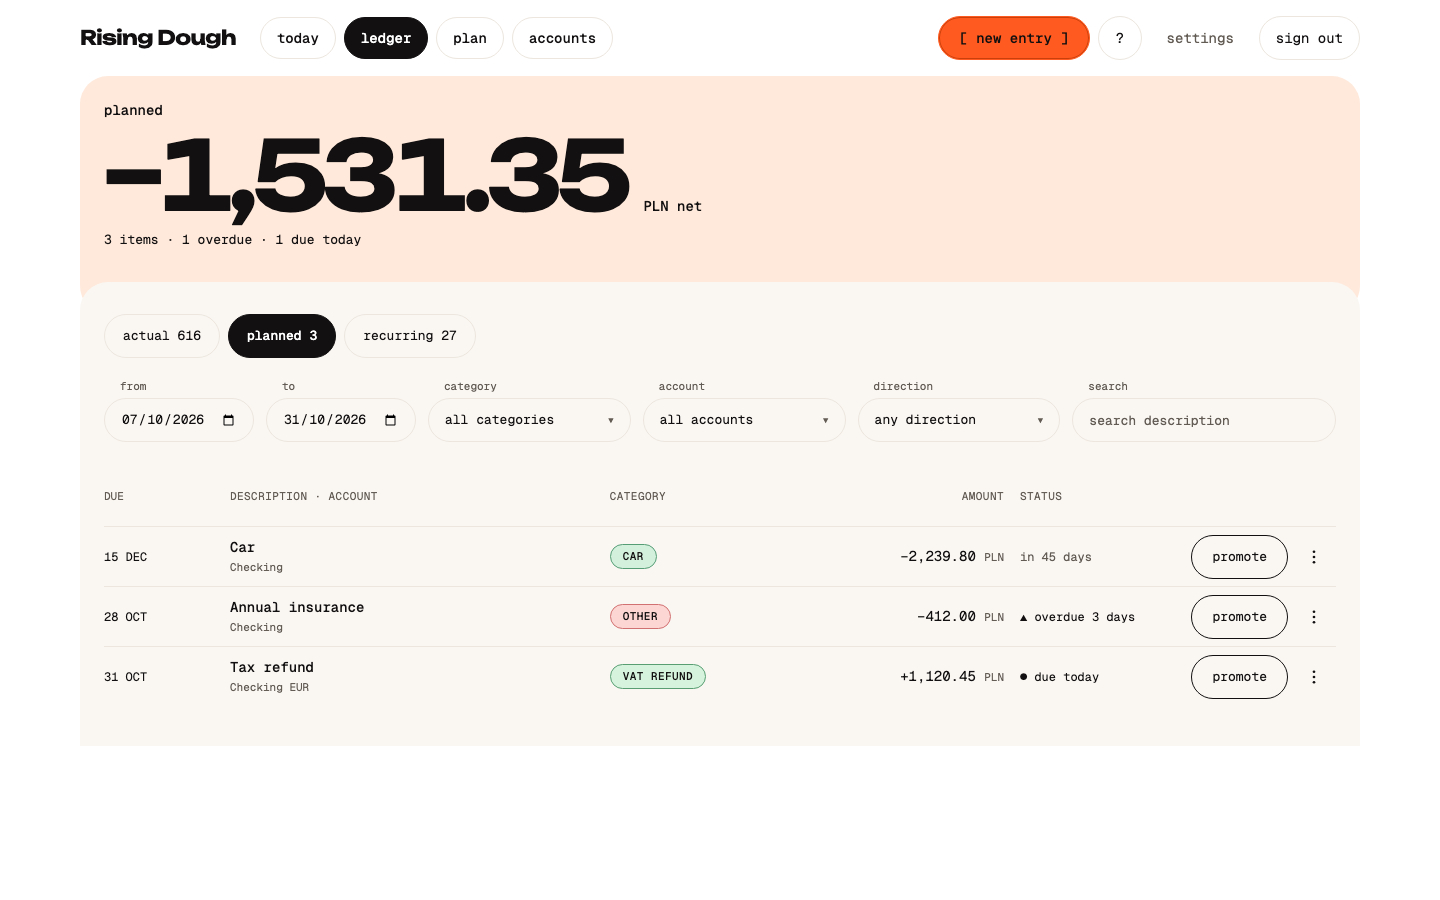 Rising Dough today ledger plan accounts [ new entry ] ? settings sign out
planned
−1,531.35 PLN net
3 items · 1 overdue · 1 due today
actual 616 planned 3 recurring 27
from to category account direction search
07/10/2026 31/10/2026 all categories all accounts any direction search description
DUE DESCRIPTION · ACCOUNT CATEGORY AMOUNT STATUS
15 DEC Car CAR −2,239.80 PLN in 45 days promote
Checking
28 OCT Annual insurance OTHER −412.00 PLN ▲ overdue 3 days promote
Checking
31 OCT Tax refund VAT REFUND +1,120.45 PLN ● due today promote
Checking EUR